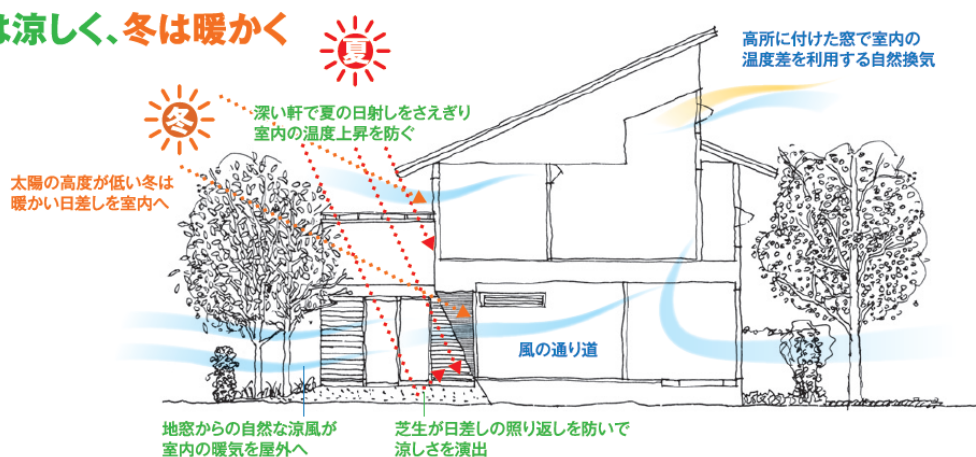 は涼しく、冬は暖かく
夏
冬
高所に付けた窓で室内の
温度差を利用する自然換気
深い軒で夏の日射しをさえぎり
室内の温度上昇を防ぐ
太陽の高度が低い冬は
暖かい日差しを室内へ
風の通り道
地窓からの自然な涼風が
室内の暖気を屋外へ
芝生が日差しの照り返しを防いで
涼しさを演出